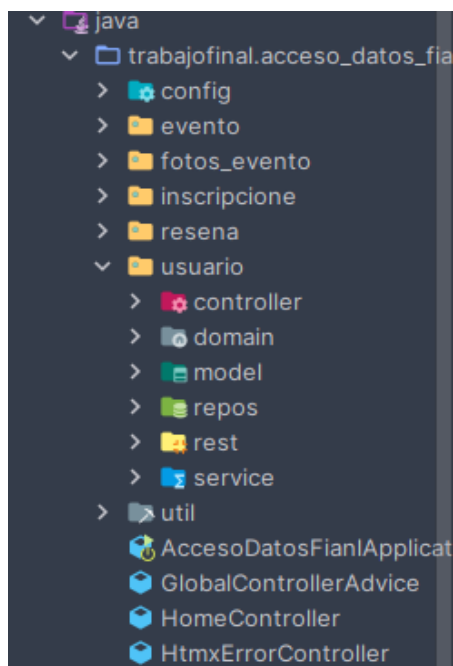 java
trabajofinal.acceso_datos_fia
config
evento
fotos_evento
inscripcione
resena
usuario
controller
domain
model
repos
rest
service
util
AccesoDatosFianlApplicat
GlobalControllerAdvice
HomeController
HtmxErrorController